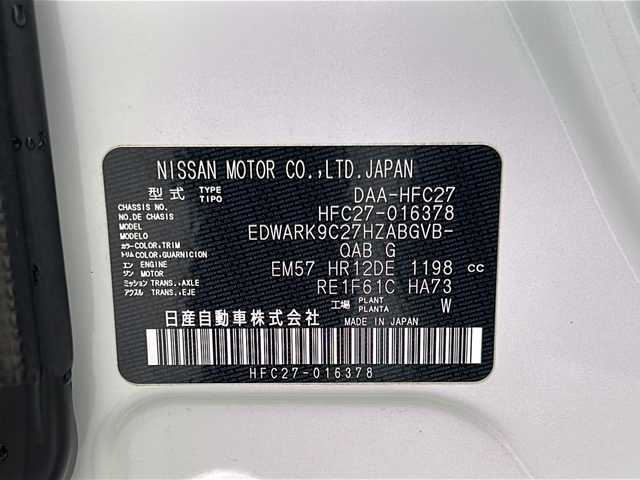 NISSAN MOTOR CO.,LTD.JAPAN
型式 TYPE TIPO DAA-HFC27
CHASSIS NO. NO.DE CHASIS HFC27-016378
MODEL MODELO EDWARK9C27HZABGVB-
カラー COLOR,TRIM トリム COLOR,GUARNICION QAB G
エン ENGINE ジン MOTOR EM57 HR12DE 1198 cc
ミッション TRANS.,AXLE アクスル TRANS.,EJE RE1F61C HA73
工場 PLANT PLANTA W
日産自動車株式会社 MADE IN JAPAN
HFC27-016378